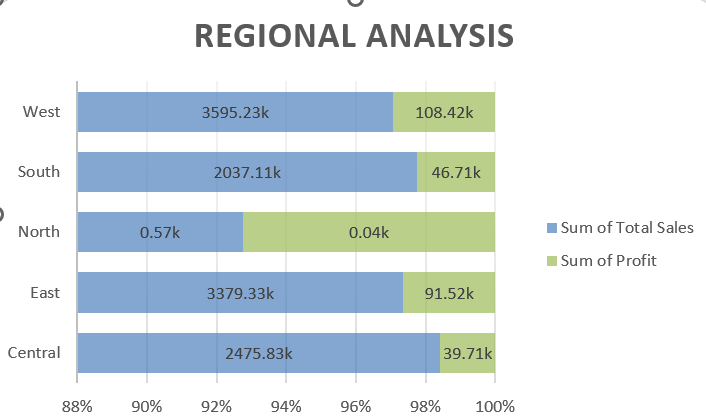 REGIONAL ANALYSIS
West 3595.23k 108.42k
South 2037.11k 46.71k
North 0.57k 0.04k
East 3379.33k 91.52k
Central 2475.83k 39.71k
88% 90% 92% 94% 96% 98% 100%
Sum of Total Sales
Sum of Profit